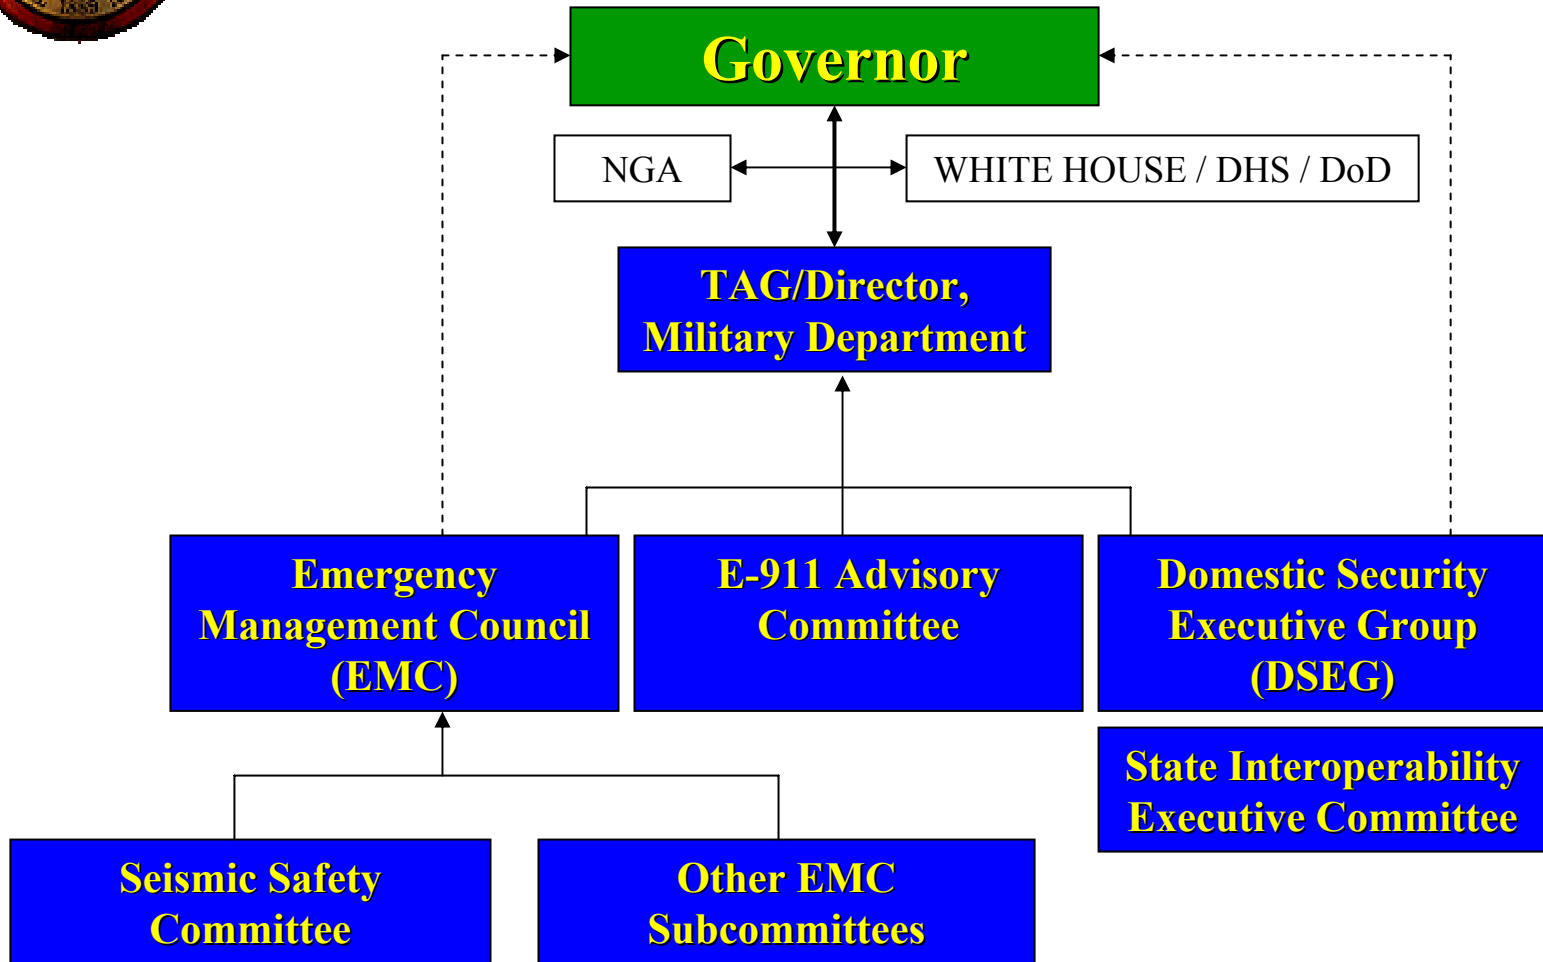 1889
Governor
NGA
WHITE HOUSE / DHS / DoD
TAG/Director,
Military Department
Emergency
Management Council
(EMC)
E-911 Advisory
Committee
Domestic Security
Executive Group
(DSEG)
State Interoperability
Executive Committee
Seismic Safety
Committee
Other EMC
Subcommittees